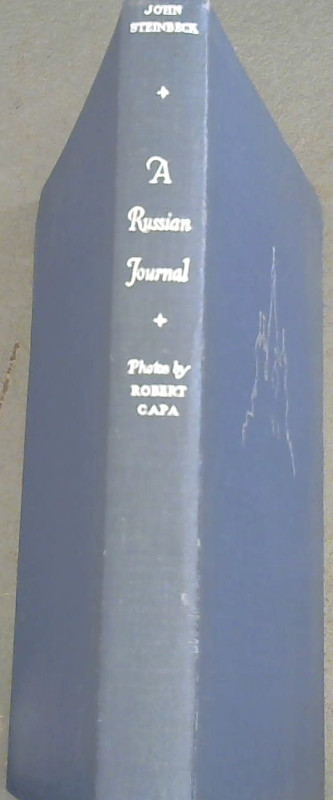 JOHN
STEINBECK
A
Russian
Journal
Photos by
ROBERT
CAPA